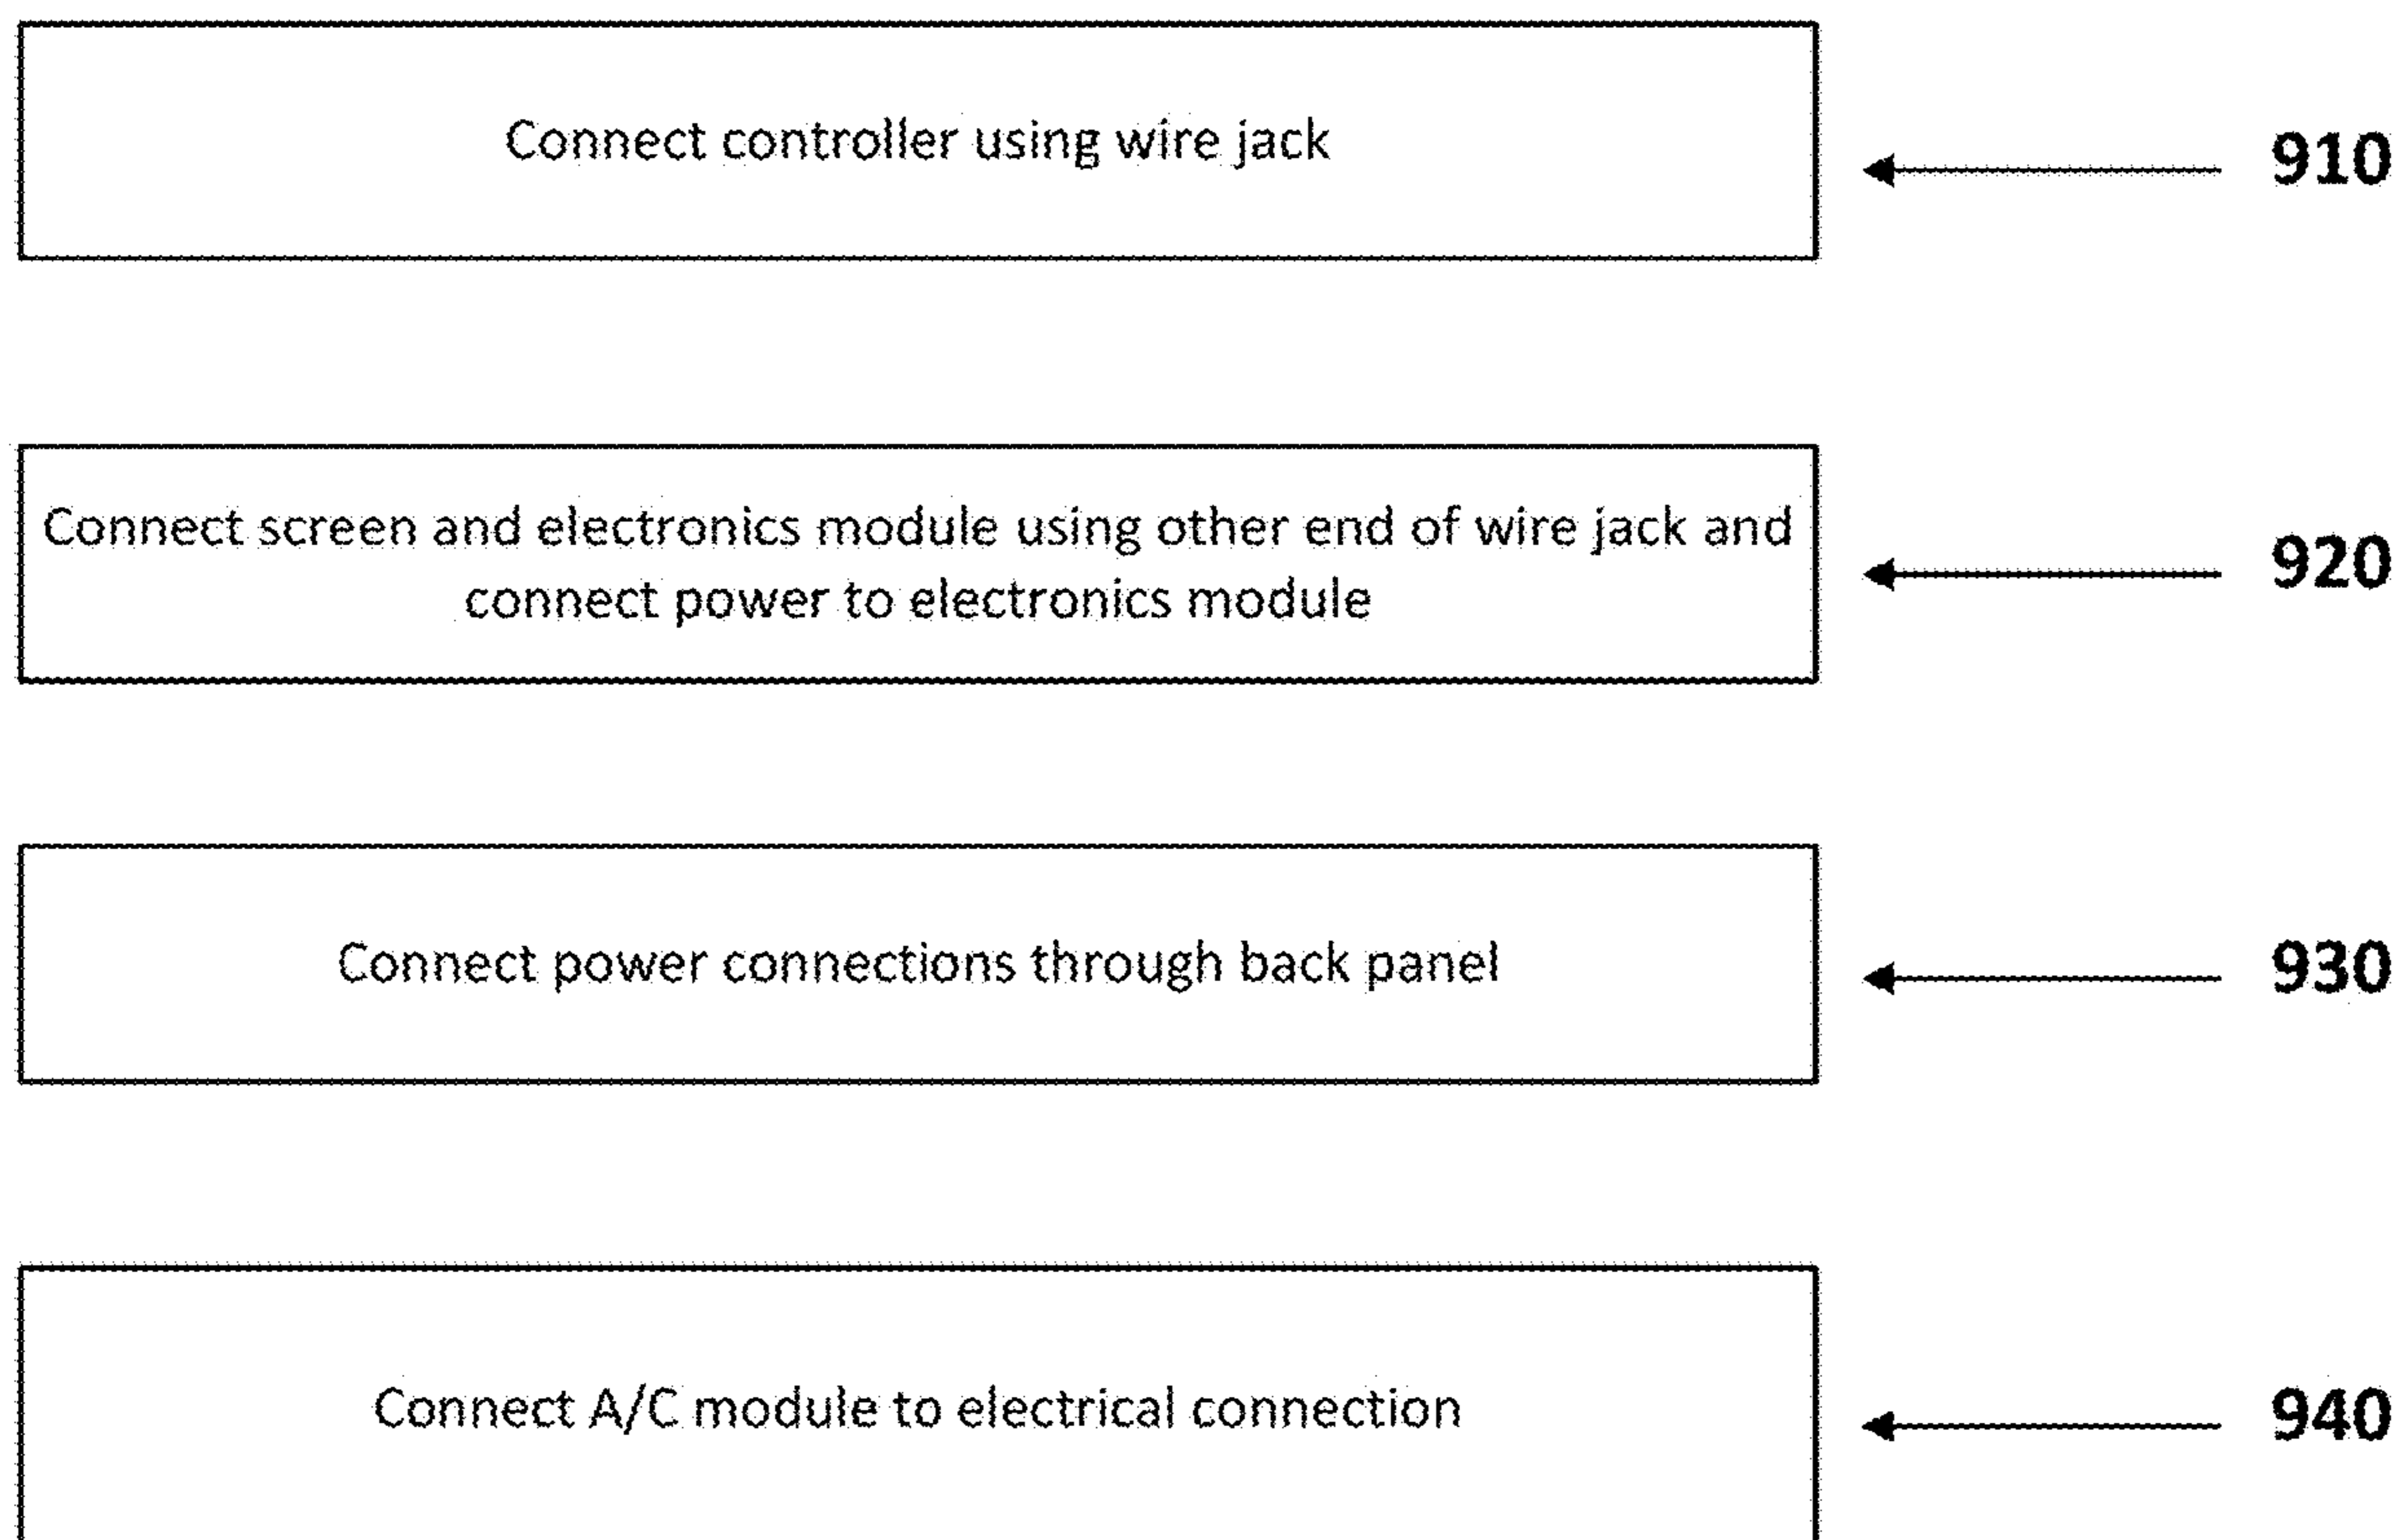 Connect controller using wire jack
910
Connect screen and electronics module using other end of wire jack and
connect power to electronics module
920
Connect power connections through back panel
930
Connect A/C module to electrical connection
940